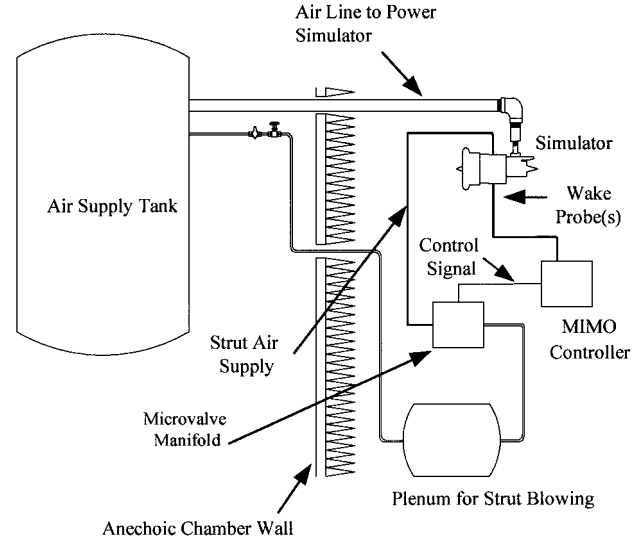 Air Line to Power
Simulator
Simulator
Air Supply Tank
Wake
Probe(s)
Control
Signal
MIMO
Controller
Strut Air
Supply
Microvalve
Manifold
Plenum for Strut Blowing
Anechoic Chamber Wall